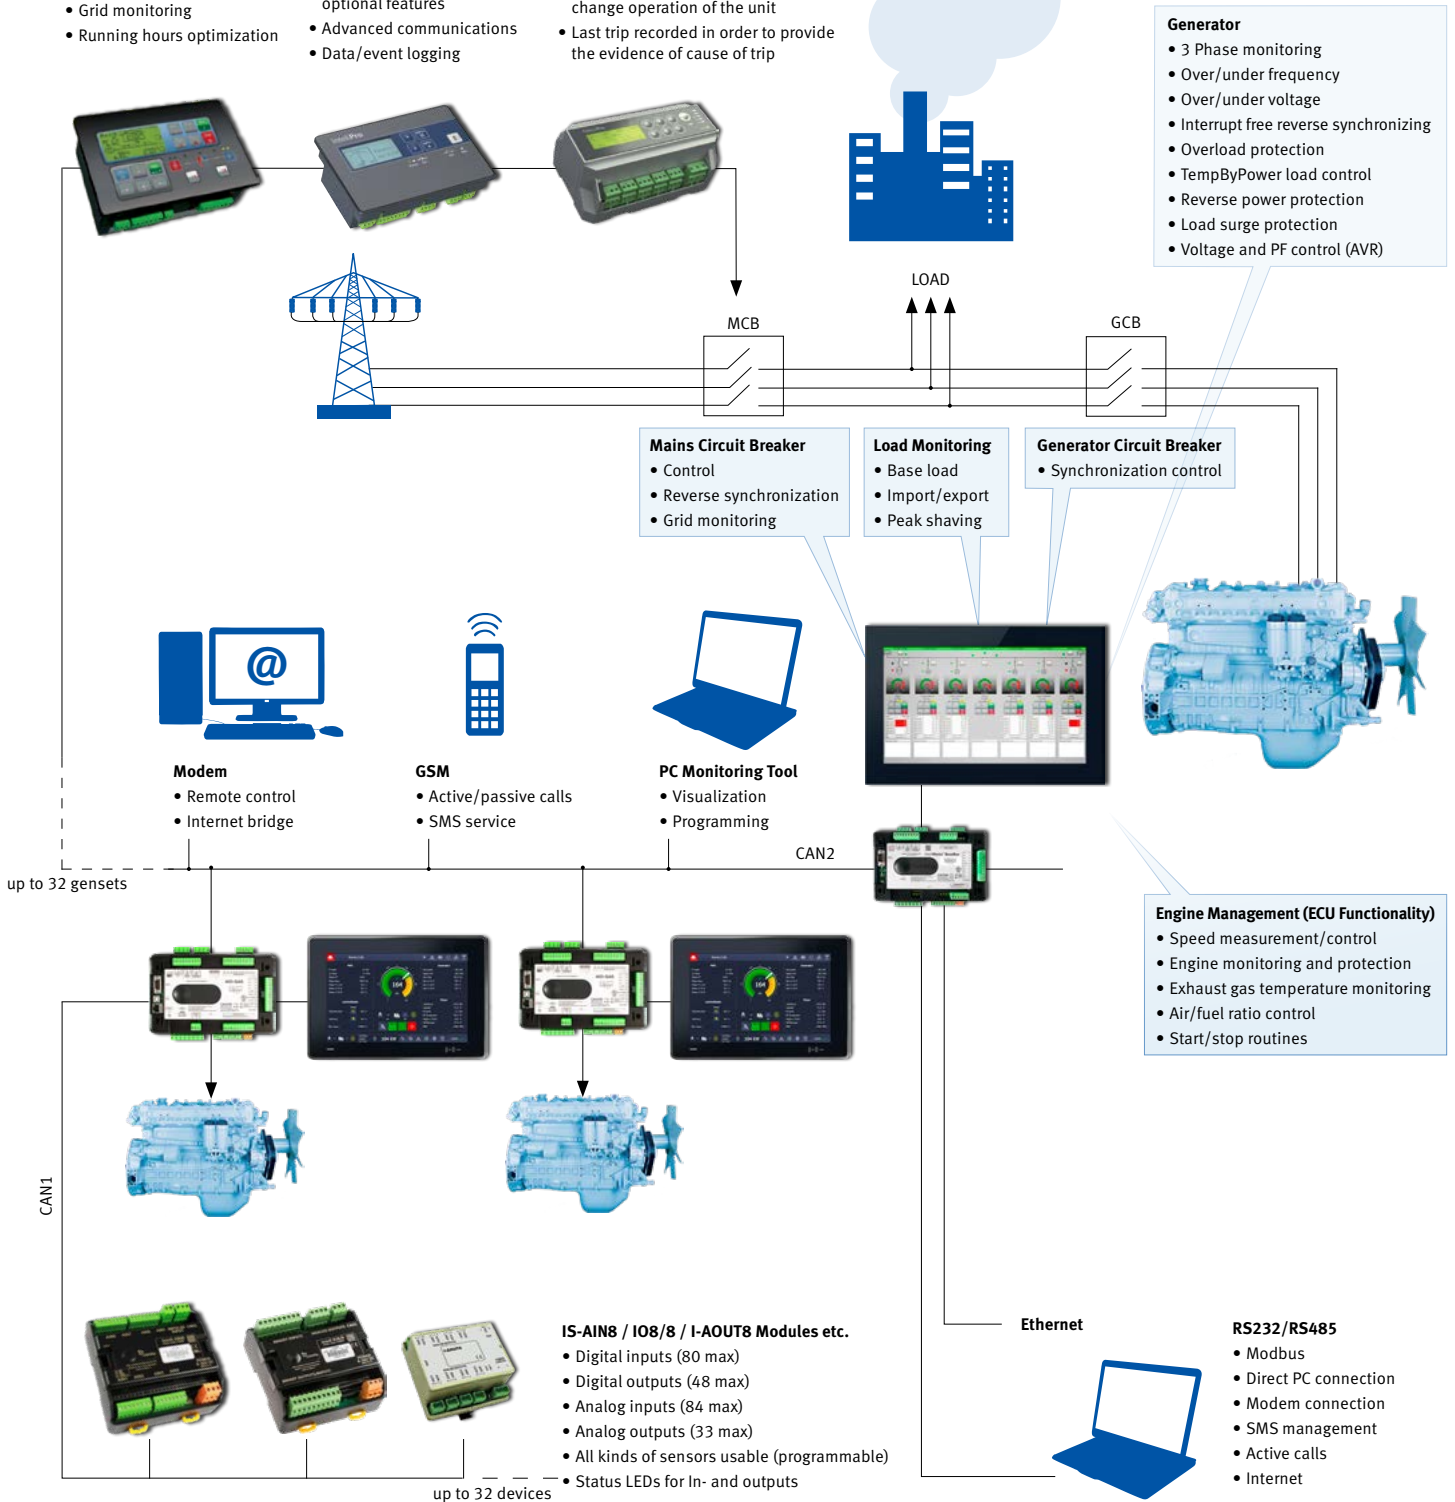 • Grid monitoring
• Running hours optimization
optional features
• Advanced communications
• Data/event logging
change operation of the unit
• Last trip recorded in order to provide
the evidence of cause of trip
Generator
• 3 Phase monitoring
• Over/under frequency
• Over/under voltage
• Interrupt free reverse synchronizing
• Overload protection
• TempByPower load control
• Reverse power protection
• Load surge protection
• Voltage and PF control (AVR)
LOAD
MCB
GCB
Mains Circuit Breaker
• Control
• Reverse synchronization
• Grid monitoring
Load Monitoring
• Base load
• Import/export
• Peak shaving
Generator Circuit Breaker
• Synchronization control
@
Modem
• Remote control
• Internet bridge
GSM
• Active/passive calls
• SMS service
PC Monitoring Tool
• Visualization
• Programming
CAN2
up to 32 gensets
Engine Management (ECU Functionality)
• Speed measurement/control
• Engine monitoring and protection
• Exhaust gas temperature monitoring
• Air/fuel ratio control
• Start/stop routines
164
164
CAN1
IS-AIN8 / IO8/8 / I-AOUT8 Modules etc.
• Digital inputs (80 max)
• Digital outputs (48 max)
• Analog inputs (84 max)
• Analog outputs (33 max)
• All kinds of sensors usable (programmable)
• Status LEDs for In- and outputs
up to 32 devices
Ethernet
RS232/RS485
• Modbus
• Direct PC connection
• Modem connection
• SMS management
• Active calls
• Internet